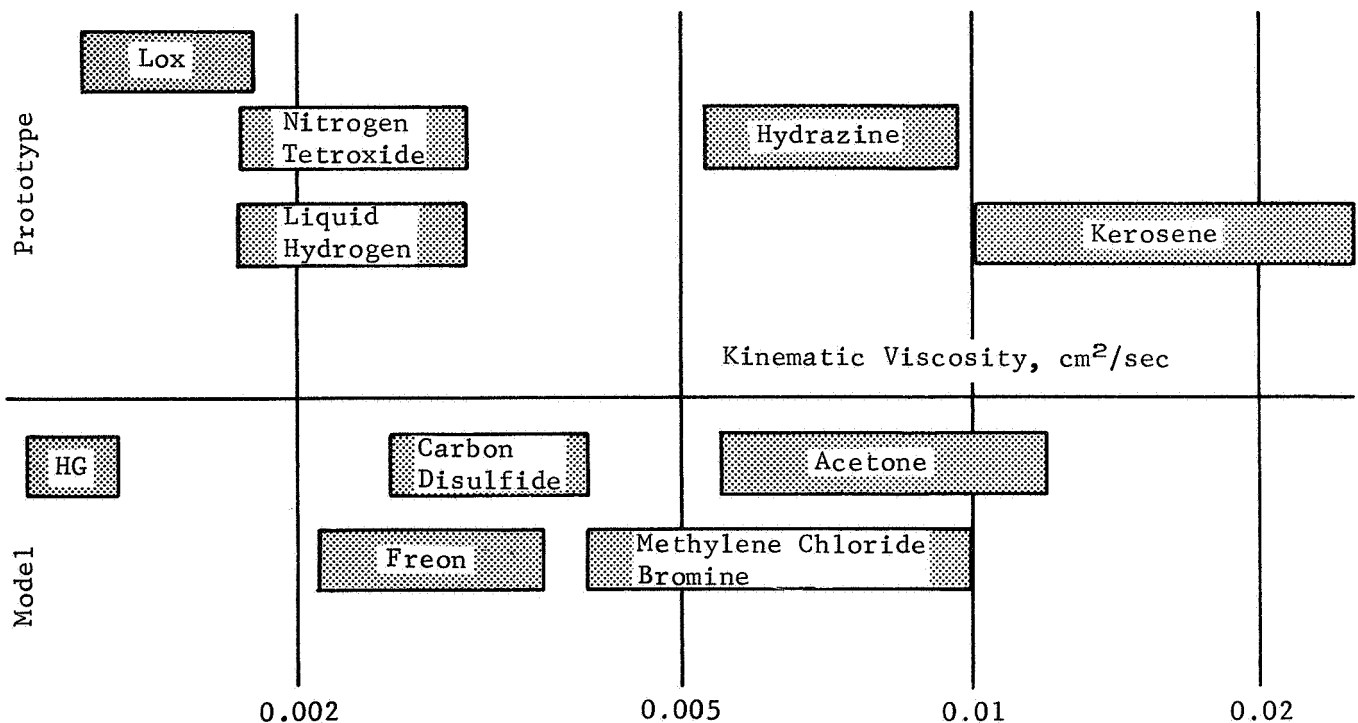 Prototype
Lox
Nitrogen
Tetroxide
Hydrazine
Liquid
Hydrogen
Kerosene
Kinematic Viscosity, cm²/sec
Model
HG
Carbon
Disulfide
Acetone
Freon
Methylene Chloride
Bromine
0.002
0.005
0.01
0.02